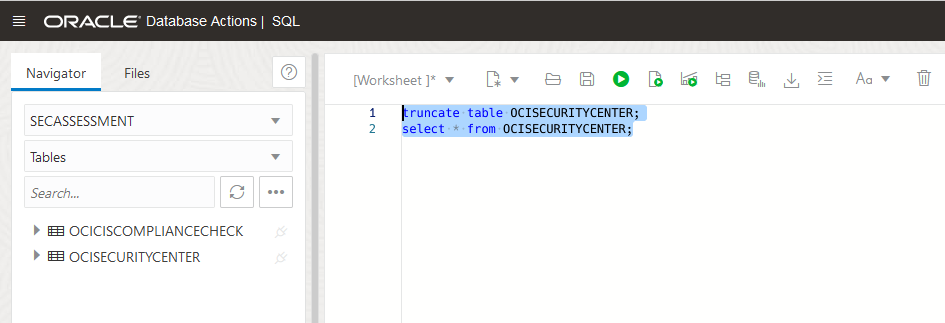 ORACLE Database Actions | SQL
Navigator
Files
[Worksheet ]*
Aa
SECASSESSMENT
Tables
Search...
OCICISCOMPLIANCECHECK
OCISECURITYCENTER
1 truncate table OCISECURITYCENTER;
2 select * from OCISECURITYCENTER;